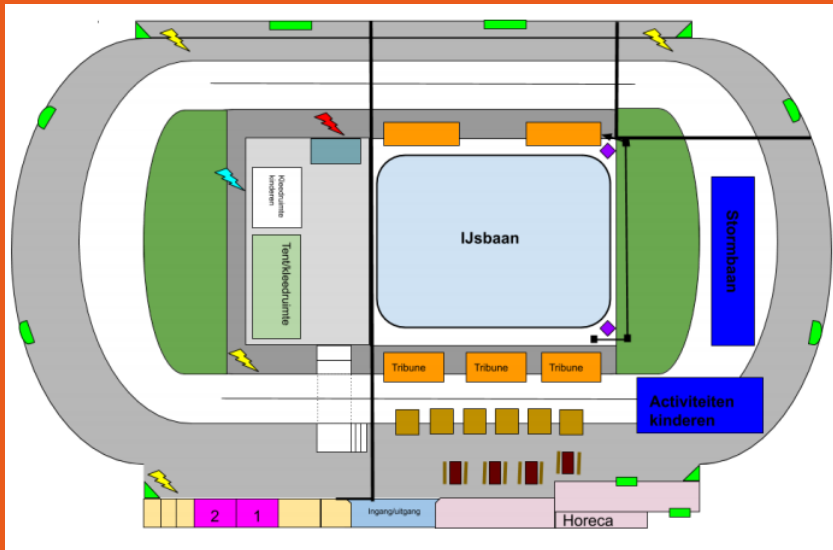 Kleedruimte
kinderen
IJsbaan
Stormbaan
Tent/kleedruimte
Tribune
Tribune
Tribune
Activiteiten
kinderen
2
1
Ingang/uitgang
Horeca